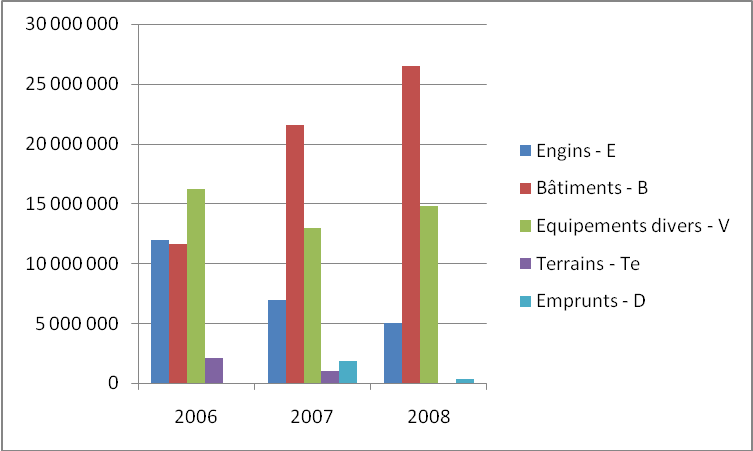 30 000 000
25 000 000
20 000 000
15 000 000
10 000 000
5 000 000
0
2006 2007 2008
Engins - E
Bâtiments - B
Equipements divers - V
Terrains - Te
Emprunts - D